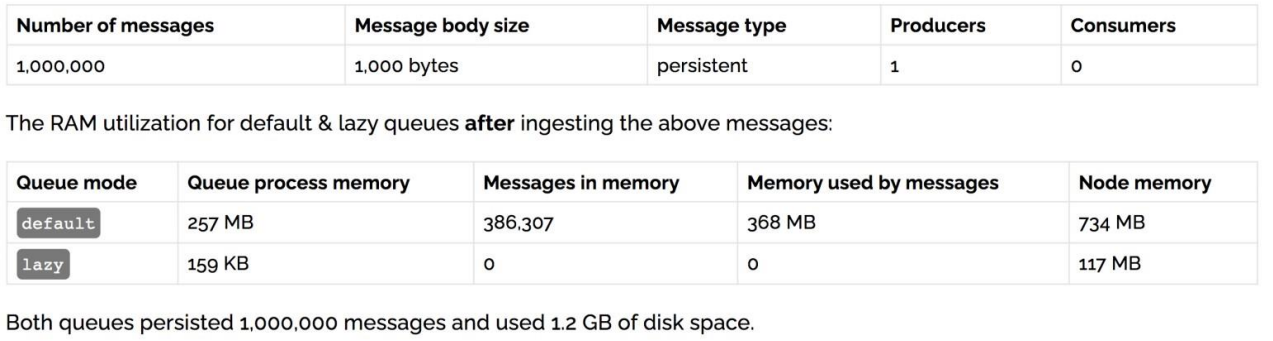 Number of messages Message body size Message type Producers Consumers
1,000,000 1,000 bytes persistent 1 0
The RAM utilization for default & lazy queues after ingesting the above messages:
Queue mode Queue process memory Messages in memory Memory used by messages Node memory
default 257 MB 386,307 368 MB 734 MB
lazy 159 KB 0 0 117 MB
Both queues persisted 1,000,000 messages and used 1.2 GB of disk space.